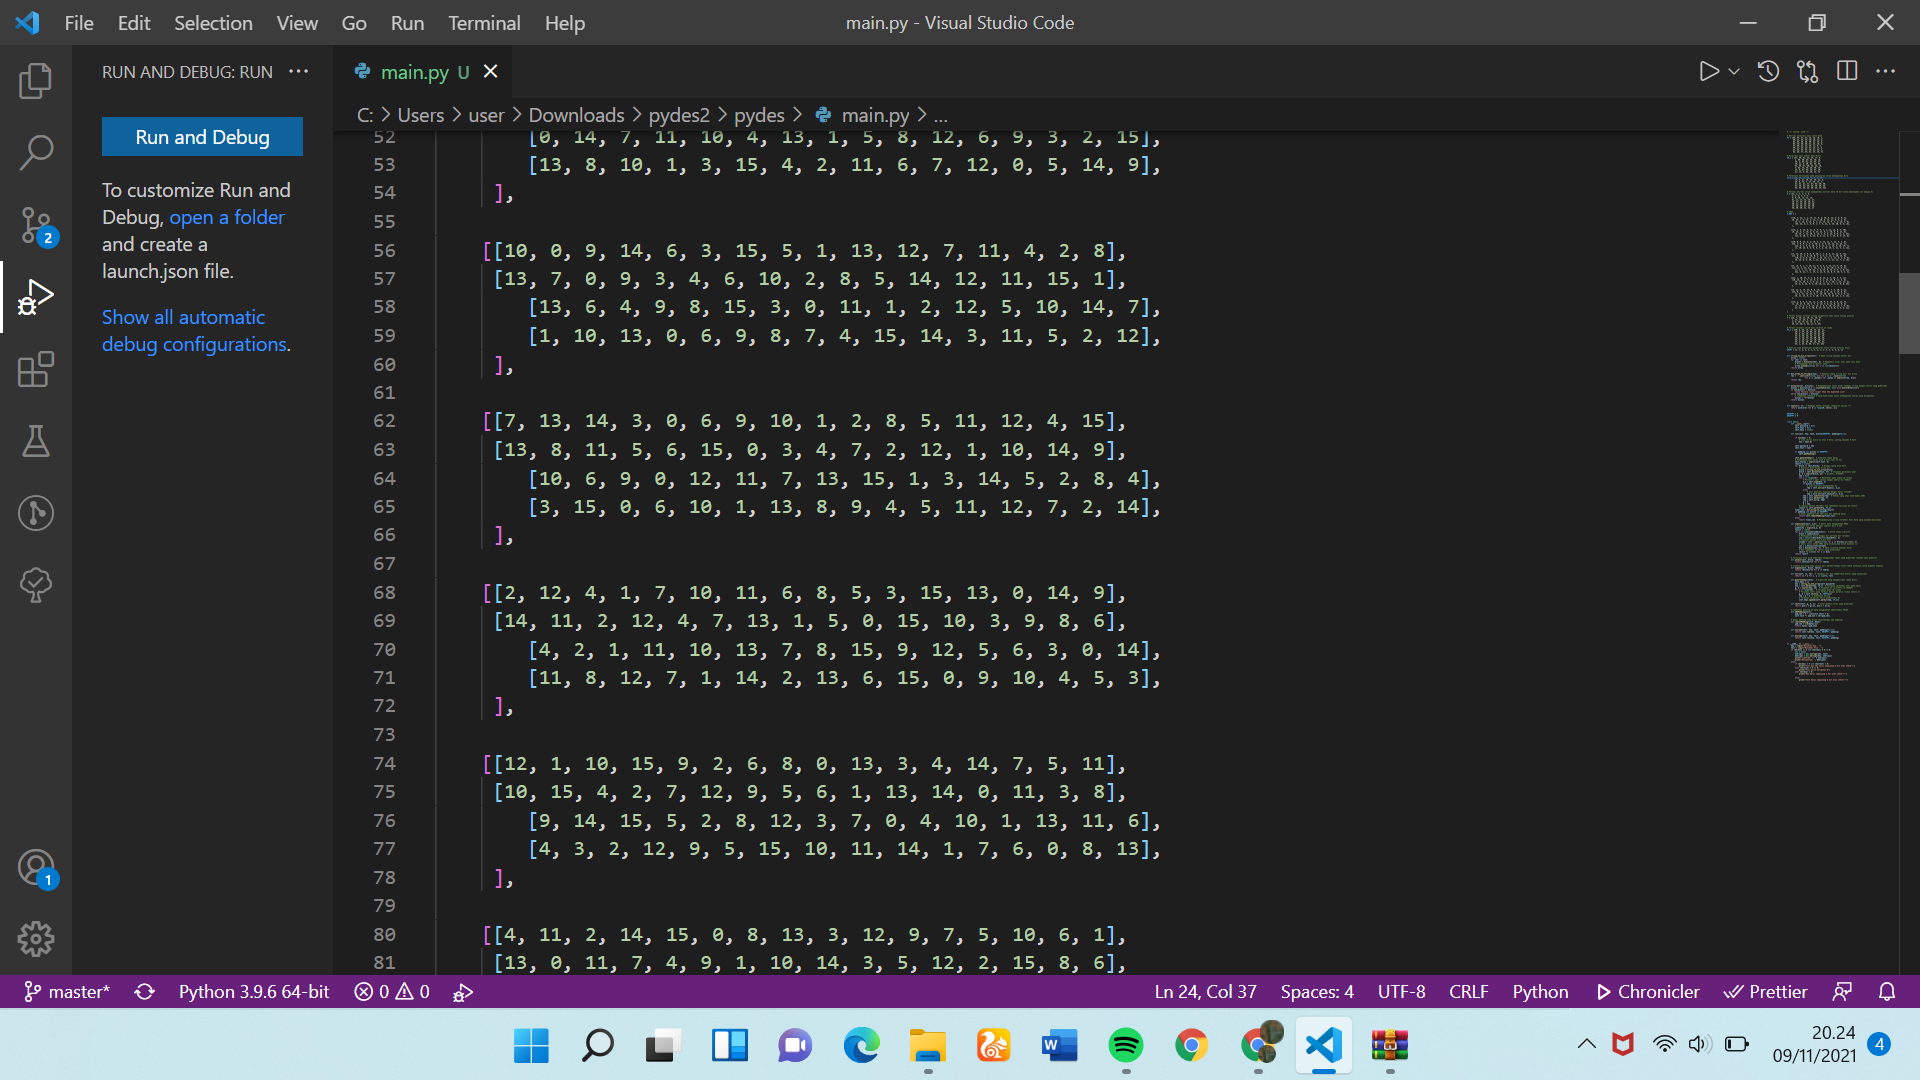 File Edit Selection View Go Run Terminal Help main.py - Visual Studio Code
RUN AND DEBUG: RUN ···
main.py U
C: > Users > user > Downloads > pydes2 > pydes > main.py > ...
Run and Debug
To customize Run and
Debug, open a folder
and create a
launch.json file.
Show all automatic
debug configurations.
52 [0, 14, 7, 11, 10, 4, 13, 1, 5, 8, 12, 6, 9, 3, 2, 15],
53 [13, 8, 10, 1, 3, 15, 4, 2, 11, 6, 7, 12, 0, 5, 14, 9],
54 ],
55
56 [[10, 0, 9, 14, 6, 3, 15, 5, 1, 13, 12, 7, 11, 4, 2, 8],
57 [13, 7, 0, 9, 3, 4, 6, 10, 2, 8, 5, 14, 12, 11, 15, 1],
58 [13, 6, 4, 9, 8, 15, 3, 0, 11, 1, 2, 12, 5, 10, 14, 7],
59 [1, 10, 13, 0, 6, 9, 8, 7, 4, 15, 14, 3, 11, 5, 2, 12],
60 ],
61
62 [[7, 13, 14, 3, 0, 6, 9, 10, 1, 2, 8, 5, 11, 12, 4, 15],
63 [13, 8, 11, 5, 6, 15, 0, 3, 4, 7, 2, 12, 1, 10, 14, 9],
64 [10, 6, 9, 0, 12, 11, 7, 13, 15, 1, 3, 14, 5, 2, 8, 4],
65 [3, 15, 0, 6, 10, 1, 13, 8, 9, 4, 5, 11, 12, 7, 2, 14],
66 ],
67
68 [[2, 12, 4, 1, 7, 10, 11, 6, 8, 5, 3, 15, 13, 0, 14, 9],
69 [14, 11, 2, 12, 4, 7, 13, 1, 5, 0, 15, 10, 3, 9, 8, 6],
70 [4, 2, 1, 11, 10, 13, 7, 8, 15, 9, 12, 5, 6, 3, 0, 14],
71 [11, 8, 12, 7, 1, 14, 2, 13, 6, 15, 0, 9, 10, 4, 5, 3],
72 ],
73
74 [[12, 1, 10, 15, 9, 2, 6, 8, 0, 13, 3, 4, 14, 7, 5, 11],
75 [10, 15, 4, 2, 7, 12, 9, 5, 6, 1, 13, 14, 0, 11, 3, 8],
76 [9, 14, 15, 5, 2, 8, 12, 3, 7, 0, 4, 10, 1, 13, 11, 6],
77 [4, 3, 2, 12, 9, 5, 15, 10, 11, 14, 1, 7, 6, 0, 8, 13],
78 ],
79
80 [[4, 11, 2, 14, 15, 0, 8, 13, 3, 12, 9, 7, 5, 10, 6, 1],
81 [13, 0, 11, 7, 4, 9, 1, 10, 14, 3, 5, 12, 2, 15, 8, 6],
2
1
master* Python 3.9.6 64-bit 0 0 Ln 24, Col 37 Spaces: 4 UTF-8 CRLF Python Chronicler Prettier
W
20.24
09/11/2021
4